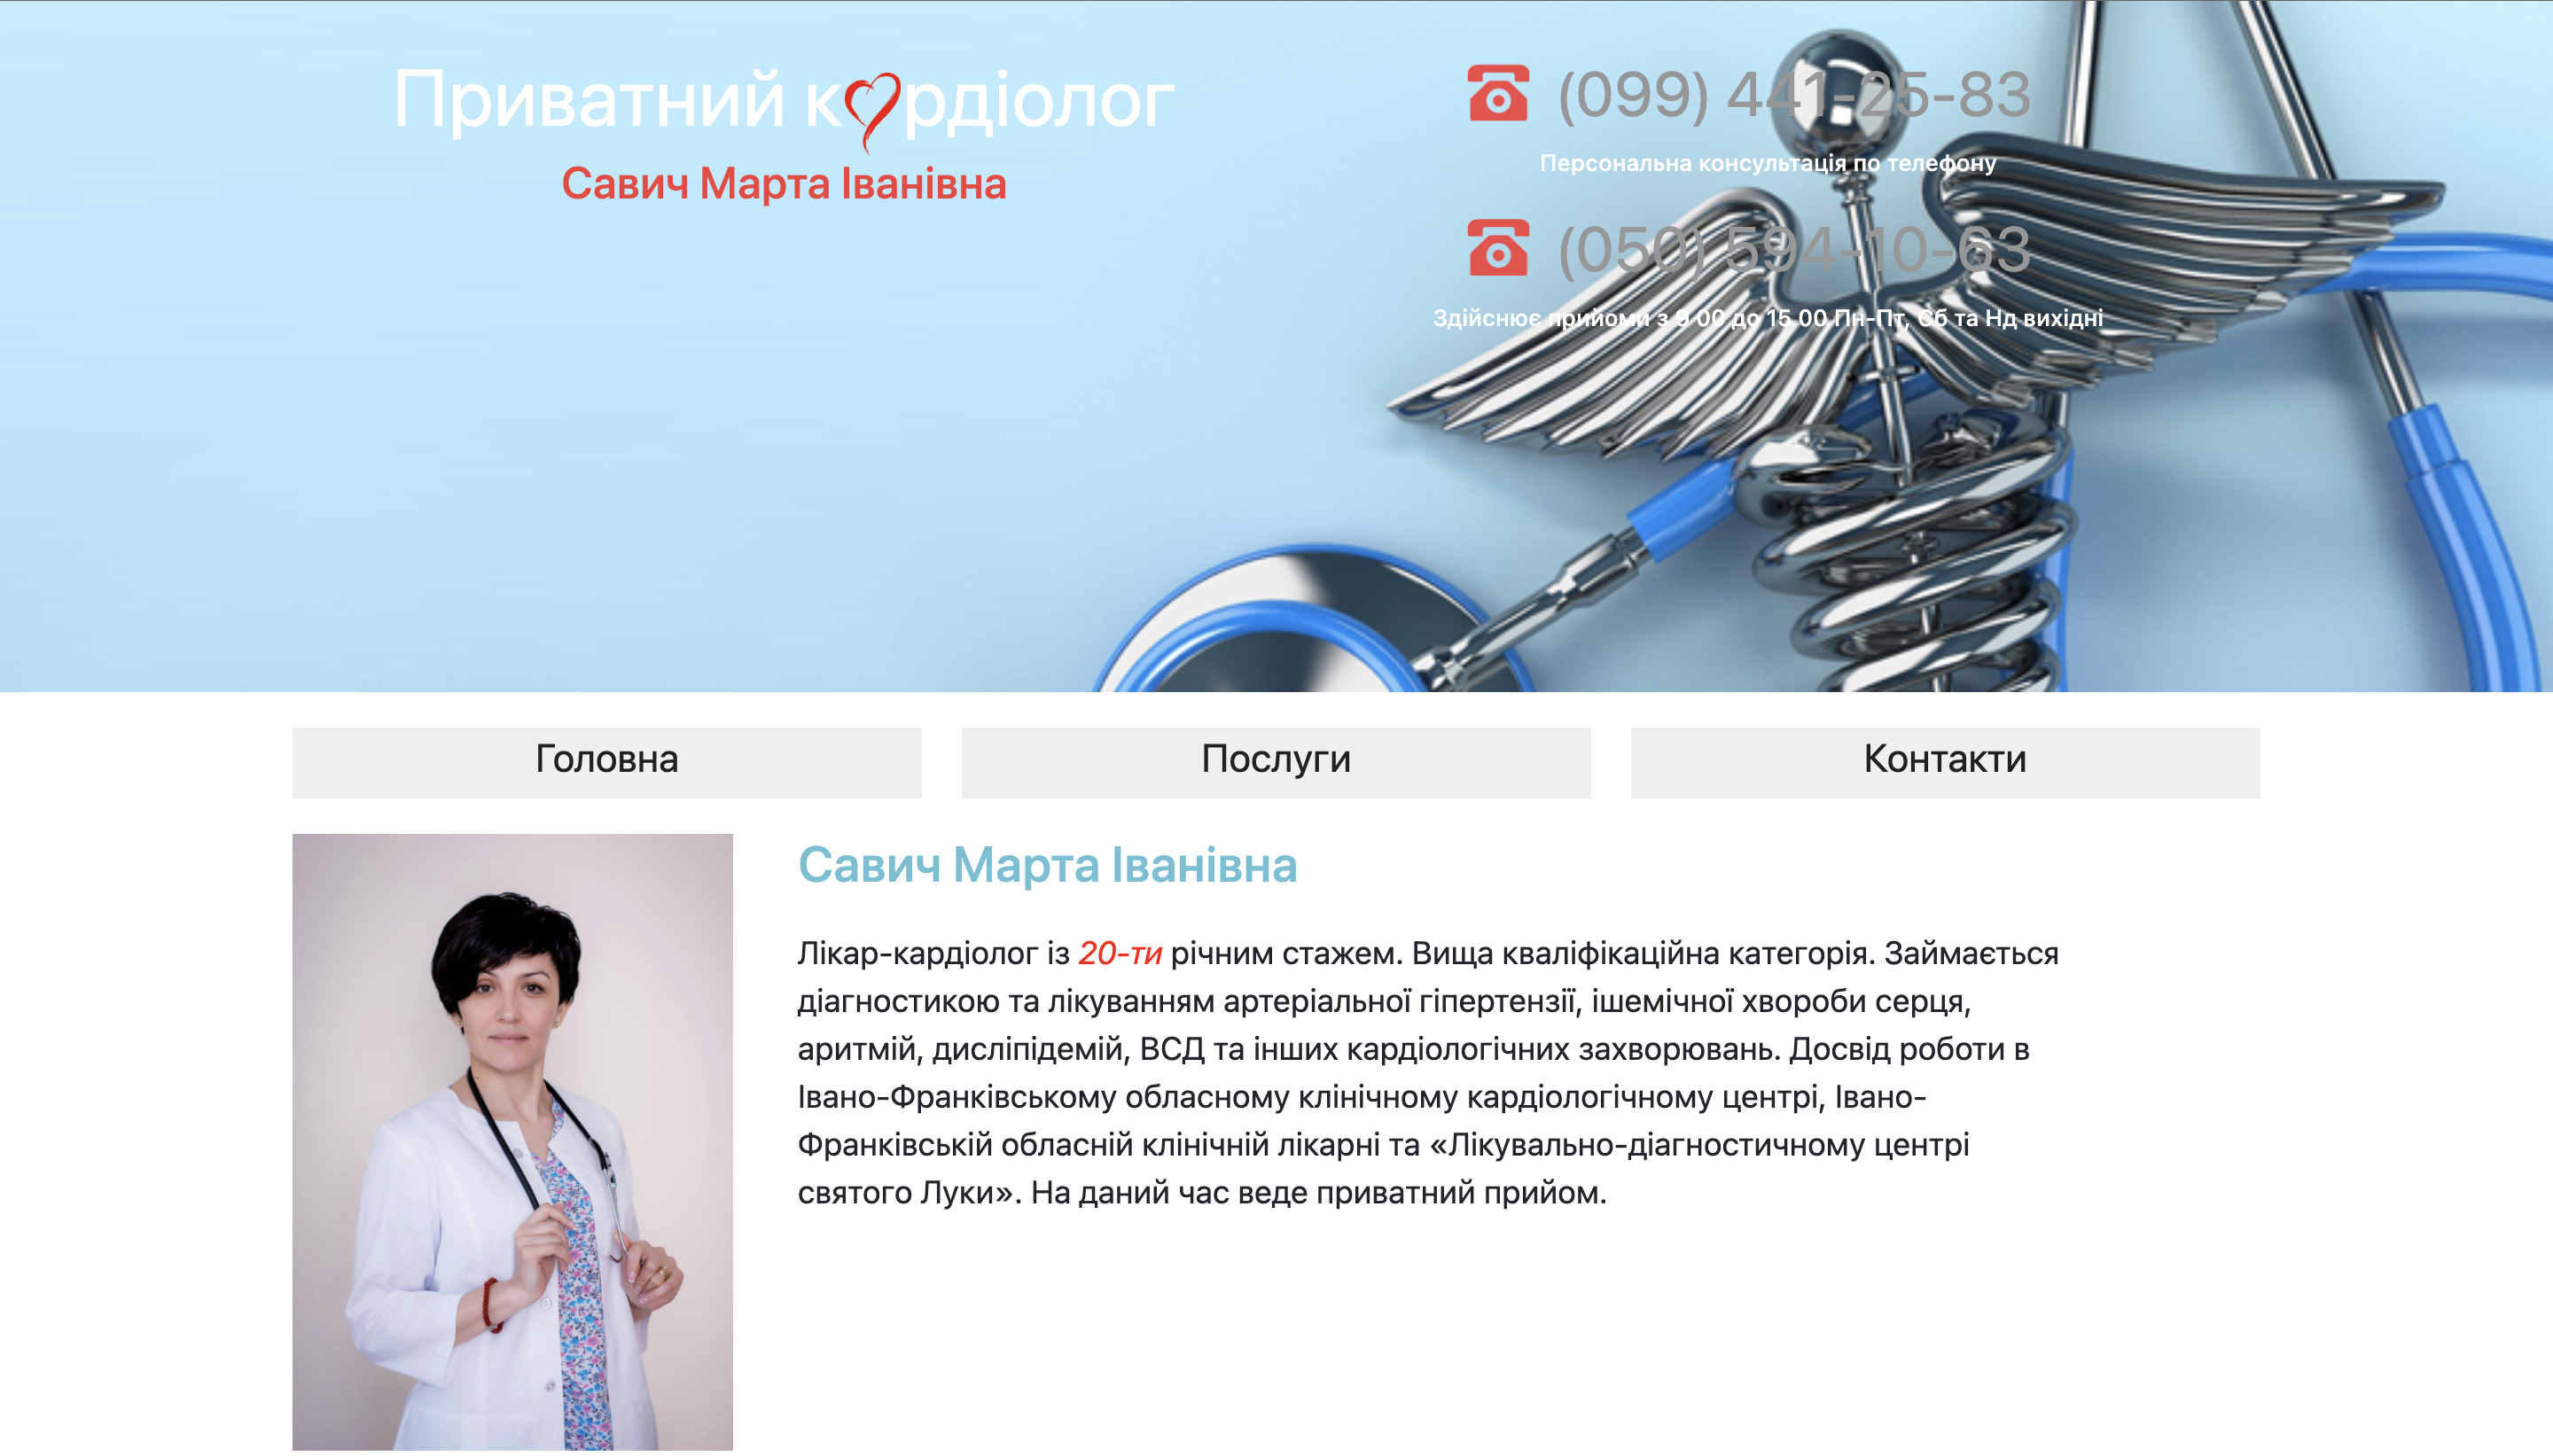 Приватний кардіолог
Савич Марта Іванівна
(099) 441-25-83
Персональна консультація по телефону
(050) 594-10-63
Здійснює прийоми з 9 00 до 15 00 Пн-Пт, Сб та Нд вихідні
Головна
Послуги
Контакти
Савич Марта Іванівна
Лікар-кардіолог із 20-ти річним стажем. Вища кваліфікаційна категорія. Займається
діагностикою та лікуванням артеріальної гіпертензії, ішемічної хвороби серця,
аритмій, дисліпідемій, ВСД та інших кардіологічних захворювань. Досвід роботи в
Івано-Франківському обласному клінічному кардіологічному центрі, Івано-
Франківській обласній клінічній лікарні та «Лікувально-діагностичному центрі
святого Луки». На даний час веде приватний прийом.